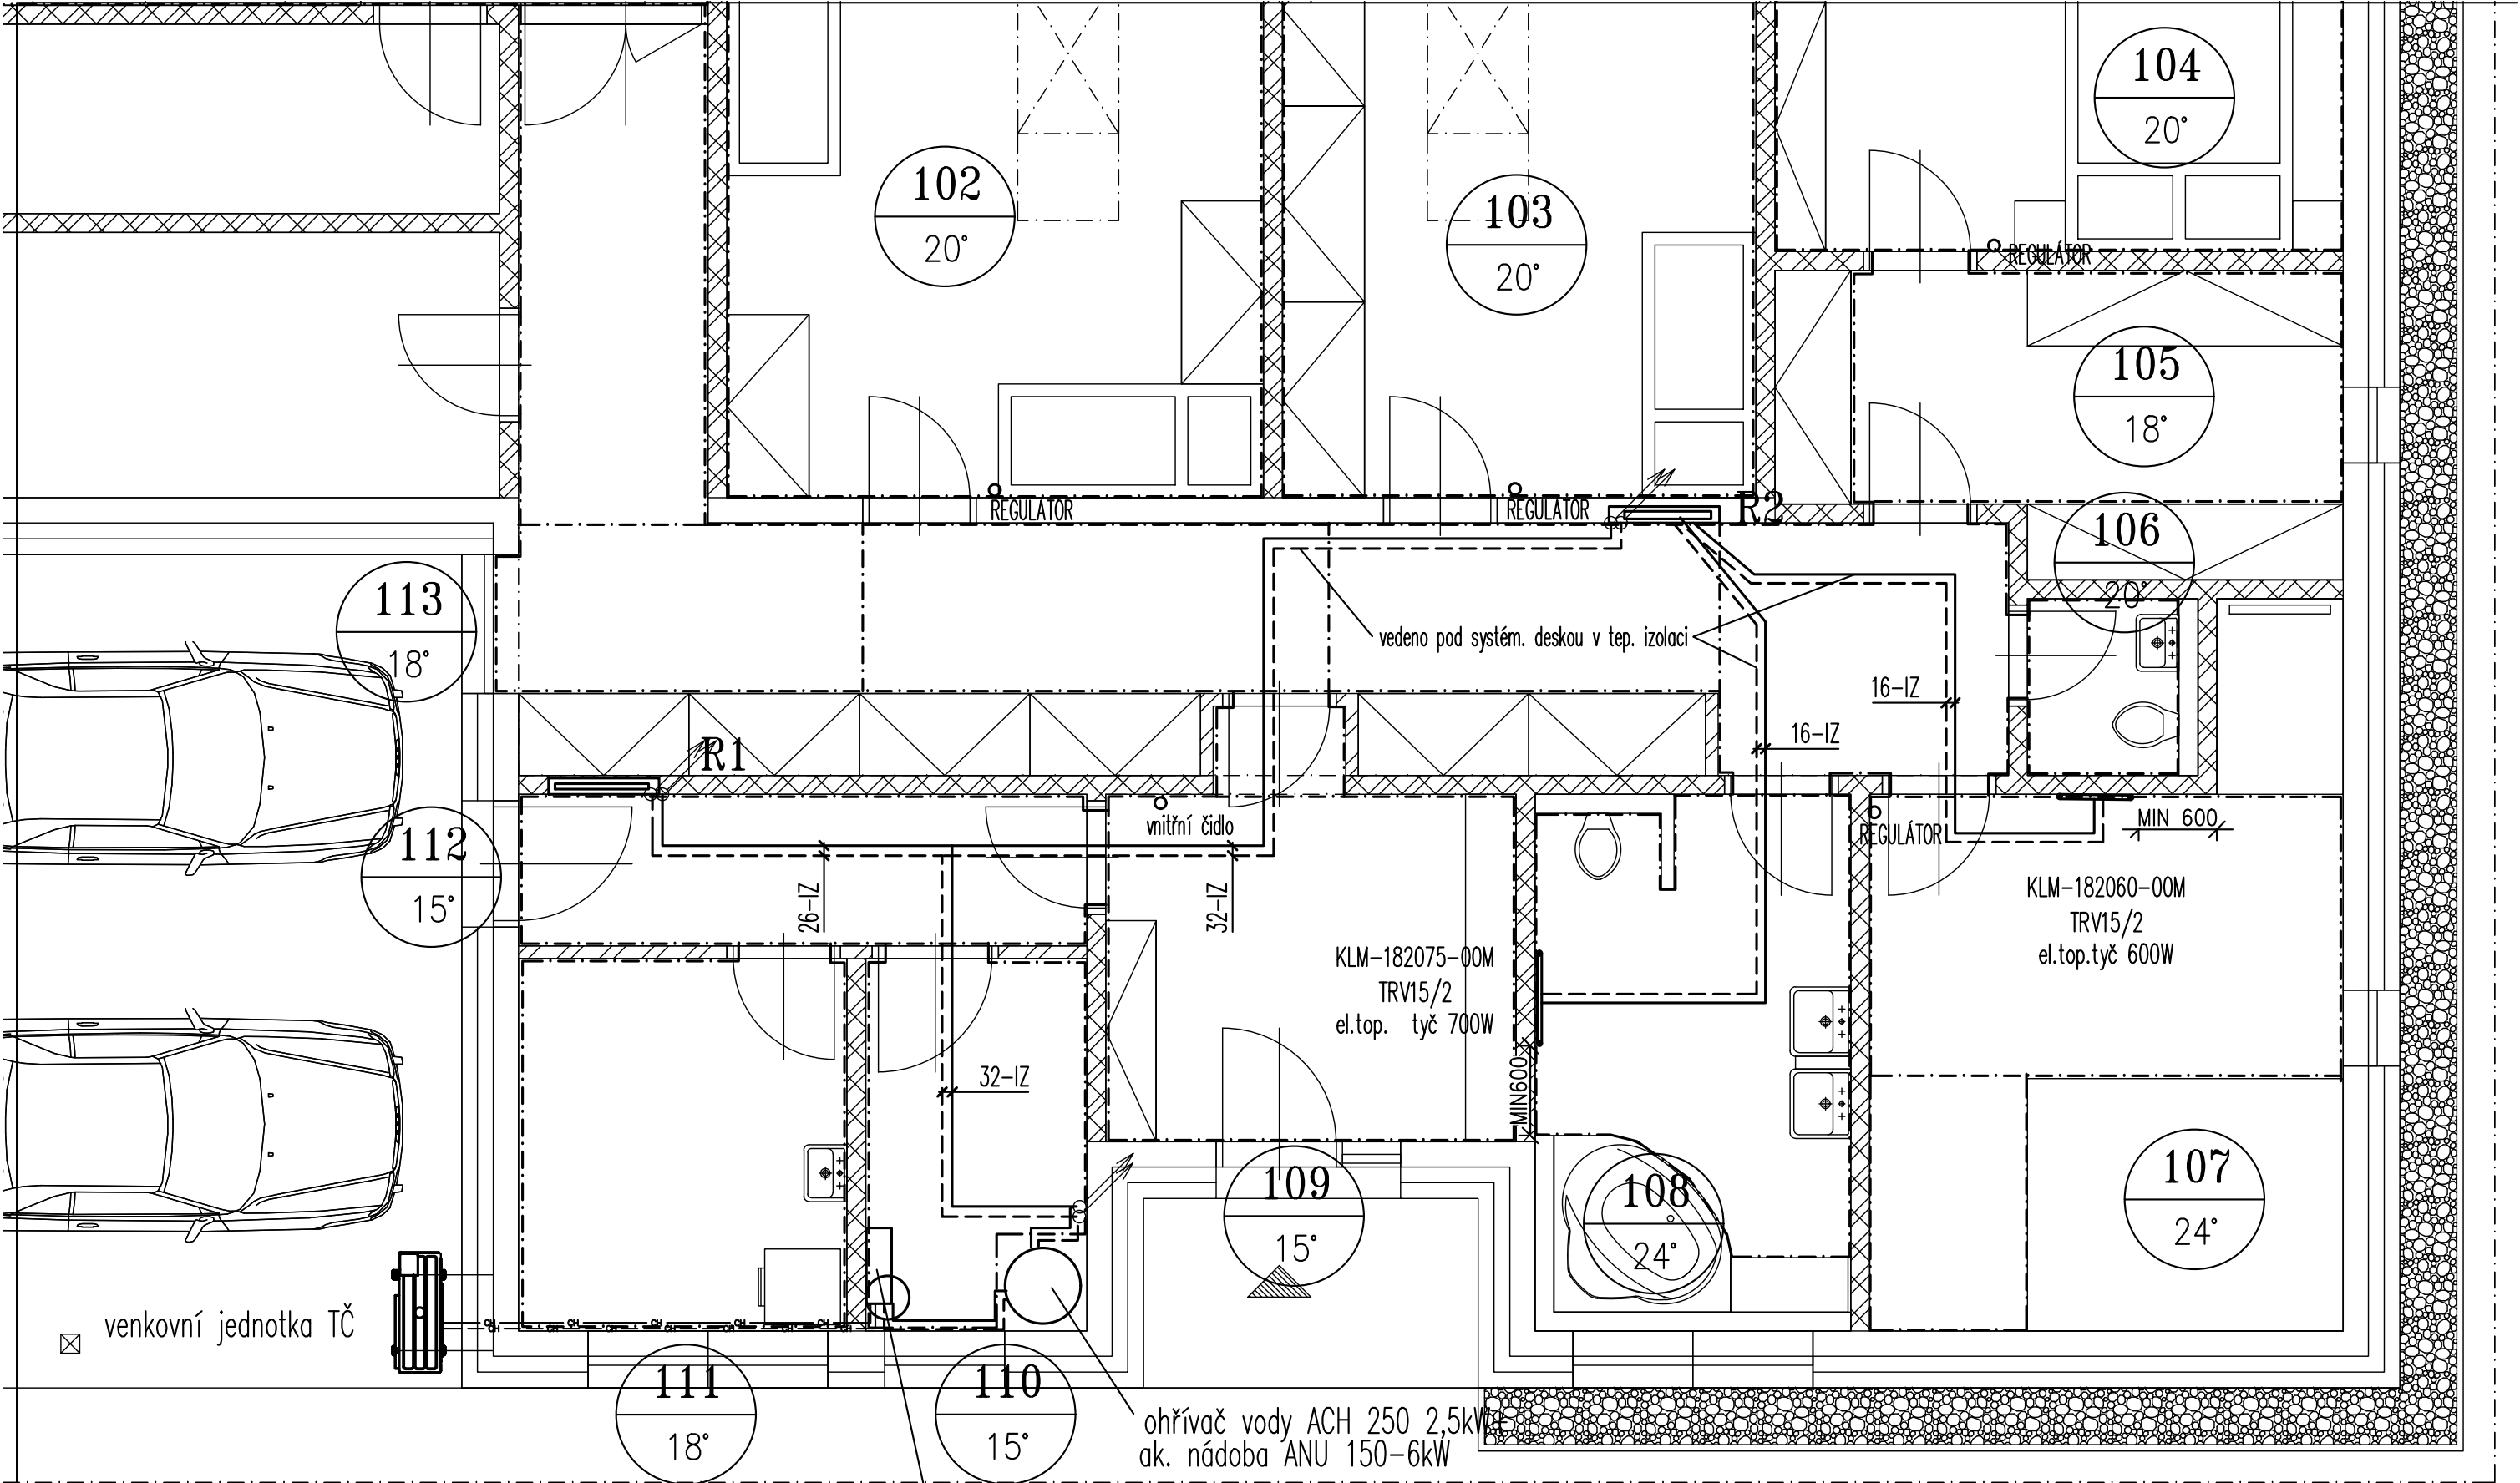 104
20°
102
20°
103
20°
REGULÁTOR
105
18°
REGULÁTOR
REGULÁTOR
R2
106
20°
113
18°
vedeno pod systém. deskou v tep. izolaci
16-IZ
16-IZ
R1
vnitřní čidlo
REGULÁTOR
MIN 600
112
15°
26-IZ
32-IZ
KLM-182060-00M
TRV15/2
el.top.tyč 600W
KLM-182075-00M
TRV15/2
el.top. tyč 700W
32-IZ
MIN600
109
15°
108
24°
107
24°
venkovní jednotka TČ
111
18°
110
15°
ohřívač vody ACH 250 2,5kW+
ak. nádoba ANU 150-6kW